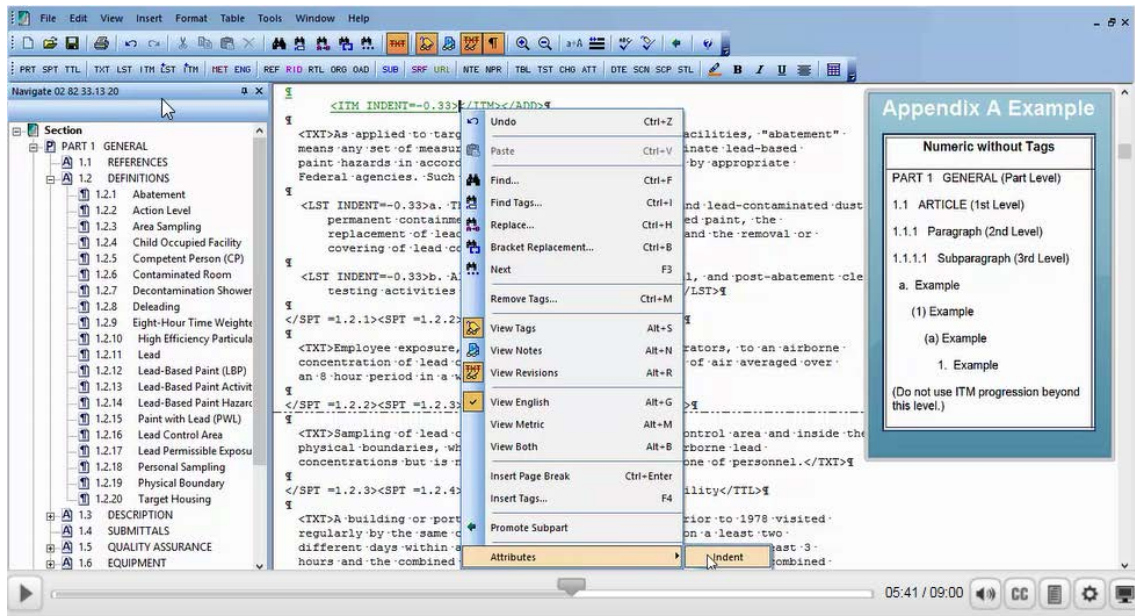 File Edit View Insert Format Table Tools Window Help
PRT SPT TTL TXT LST ITM LST ITM MET ENG REF RID RTL ORG OAD SUB SRF URL NTE NPR TBL TST CHG ATT DTE SCN SCP STL B I U
Navigate 02 82 33.13 20
Section
PART 1 GENERAL
1.1 REFERENCES
1.2 DEFINITIONS
1.2.1 Abatement
1.2.2 Action Level
1.2.3 Area Sampling
1.2.4 Child Occupied Facility
1.2.5 Competent Person (CP)
1.2.6 Contaminated Room
1.2.7 Decontamination Shower
1.2.8 Deleading
1.2.9 Eight-Hour Time Weighte
1.2.10 High Efficiency Particula
1.2.11 Lead
1.2.12 Lead-Based Paint (LBP)
1.2.13 Lead-Based Paint Activit
1.2.14 Lead-Based Paint Hazard
1.2.15 Paint with Lead (PWL)
1.2.16 Lead Control Area
1.2.17 Lead Permissible Exposu
1.2.18 Personal Sampling
1.2.19 Physical Boundary
1.2.20 Target Housing
1.3 DESCRIPTION
1.4 SUBMITTALS
1.5 QUALITY ASSURANCE
1.6 EQUIPMENT
<ITM INDENT=-0.33></ITM></ADD>¶
<TXT>As applied to targ acilities, "abatement"
means any set of measur inate lead-based
paint hazards in accord by appropriate
Federal agencies. Such
<LST INDENT=-0.33>a. Th nd lead-contaminated dust
permanent containme ed paint, the
replacement of lead and the removal or
covering of lead co
<LST INDENT=-0.33>b. A l, and post-abatement cle
testing activities /LST>¶
</SPT =1.2.1><SPT =1.2.2>
<TXT>Employee exposure, rators, to an airborne
concentration of lead o of air averaged over
an 8 hour period in a w
</SPT =1.2.2><SPT =1.2.3>
<TXT>Sampling of lead c ntrol area and inside the
physical boundaries, wh rborne lead
concentrations but is n one of personnel.</TXT>¶
</SPT =1.2.3><SPT =1.2.4> ility</TTL>¶
<TXT>A building or port rior to 1978 visited
regularly by the same c on a least two
different days within a east 3
hours and the combined ombined
Undo Ctrl+Z
Paste Ctrl+V
Find... Ctrl+F
Find Tags... Ctrl+I
Replace... Ctrl+H
Bracket Replacement... Ctrl+B
Next F3
Remove Tags... Ctrl+M
View Tags Alt+S
View Notes Alt+N
View Revisions Alt+R
View English Alt+G
View Metric Alt+M
View Both Alt+B
Insert Page Break Ctrl+Enter
Insert Tags... F4
Promote Subpart
Attributes
Indent
Appendix A Example
Numeric without Tags
PART 1 GENERAL (Part Level)
1.1 ARTICLE (1st Level)
1.1.1 Paragraph (2nd Level)
1.1.1.1 Subparagraph (3rd Level)
a. Example
(1) Example
(a) Example
1. Example
(Do not use ITM progression beyond
this level.)
05:41 / 09:00 CC